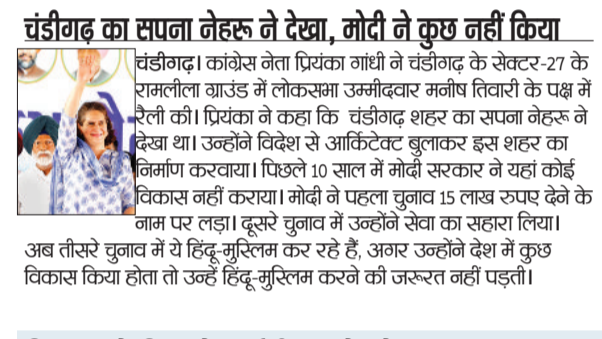 चंडीगढ़ का सपना नेहरू ने देखा, मोदी ने कुछ नहीं किया
चंडीगढ़। कांग्रेस नेता प्रियंका गांधी ने चंडीगढ़ के सेक्टर-27 के
रामलीला ग्राउंड में लोकसभा उम्मीदवार मनीष तिवारी के पक्ष में
रैली की। प्रियंका ने कहा कि चंडीगढ़ शहर का सपना नेहरू ने
देखा था। उन्होंने विदेश से आर्किटेक्ट बुलाकर इस शहर का
निर्माण करवाया। पिछले 10 साल में मोदी सरकार ने यहां कोई
विकास नहीं कराया। मोदी ने पहला चुनाव 15 लाख रुपए देने के
नाम पर लड़ा। दूसरे चुनाव में उन्होंने सेवा का सहारा लिया।
अब तीसरे चुनाव में ये हिंदू-मुस्लिम कर रहे हैं, अगर उन्होंने देश में कुछ
विकास किया होता तो उन्हें हिंदू-मुस्लिम करने की जरूरत नहीं पड़ती।